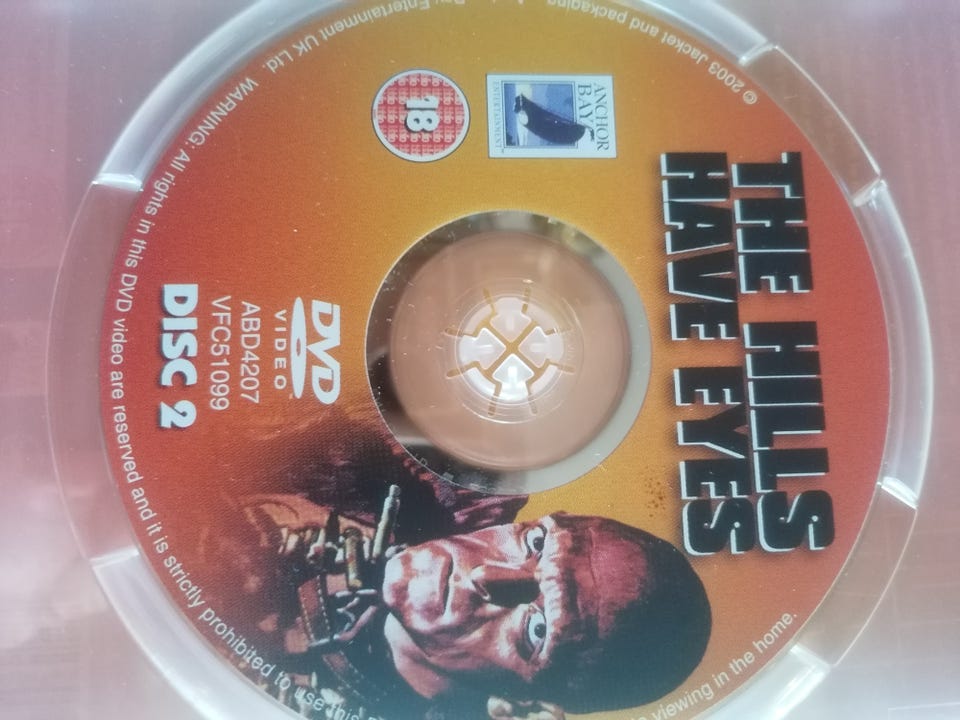 THE HILLS
HAVE EYES
ANCHOR
BAY
ENTERTAINMENT
18
DVD
VIDEO
ABD4207
VFC51099
DISC 2
© 2003 Jacket and packaging
Bay Entertainment UK Ltd. WARNING: All rights in this DVD video are reserved and it is strictly prohibited to use this
viewing in the home.